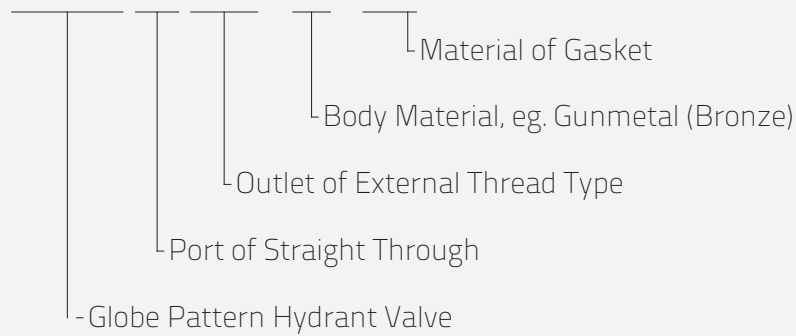 Material of Gasket
Body Material, eg. Gunmetal (Bronze)
Outlet of External Thread Type
Port of Straight Through
Globe Pattern Hydrant Valve